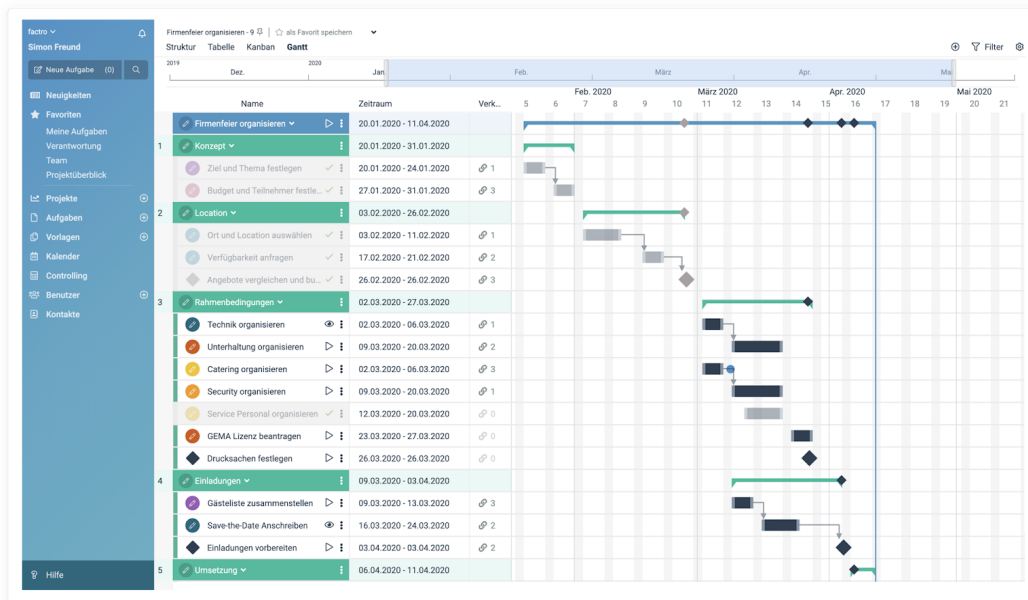 factro
Simon Freund
Neue Aufgabe (0)
Neuigkeiten
Favoriten
Meine Aufgaben
Verantwortung
Team
Projektüberblick
Projekte
Aufgaben
Vorlagen
Kalender
Controlling
Benutzer
Kontakte
Hilfe
Firmenfeier organisieren - 9 als Favorit speichern
Struktur Tabelle Kanban Gantt Filter
2019 2020
Dez. Jan. Feb. März Apr. Mai
Feb. 2020 März 2020 Apr. 2020 Mai 2020
Name Zeitraum Verk... 5 6 7 8 9 10 11 12 13 14 15 16 17 18 19 20 21
Firmenfeier organisieren 20.01.2020 - 11.04.2020
1 Konzept 20.01.2020 - 31.01.2020
Ziel und Thema festlegen 20.01.2020 - 24.01.2020 1
Budget und Teilnehmer festle... 27.01.2020 - 31.01.2020 3
2 Location 03.02.2020 - 26.02.2020
Ort und Location auswählen 03.02.2020 - 11.02.2020 1
Verfügbarkeit anfragen 17.02.2020 - 21.02.2020 2
Angebote vergleichen und bu... 26.02.2020 - 26.02.2020 3
3 Rahmenbedingungen 02.03.2020 - 27.03.2020
Technik organisieren 02.03.2020 - 06.03.2020 1
Unterhaltung organisieren 09.03.2020 - 20.03.2020 2
Catering organisieren 02.03.2020 - 06.03.2020 3
Security organisieren 09.03.2020 - 20.03.2020 1
Service Personal organisieren 12.03.2020 - 20.03.2020 0
GEMA Lizenz beantragen 23.03.2020 - 27.03.2020 0
Drucksachen festlegen 26.03.2020 - 26.03.2020 0
4 Einladungen 09.03.2020 - 03.04.2020
Gästeliste zusammenstellen 09.03.2020 - 13.03.2020 3
Save-the-Date Anschreiben 16.03.2020 - 24.03.2020 2
Einladungen vorbereiten 03.04.2020 - 03.04.2020 2
5 Umsetzung 06.04.2020 - 11.04.2020